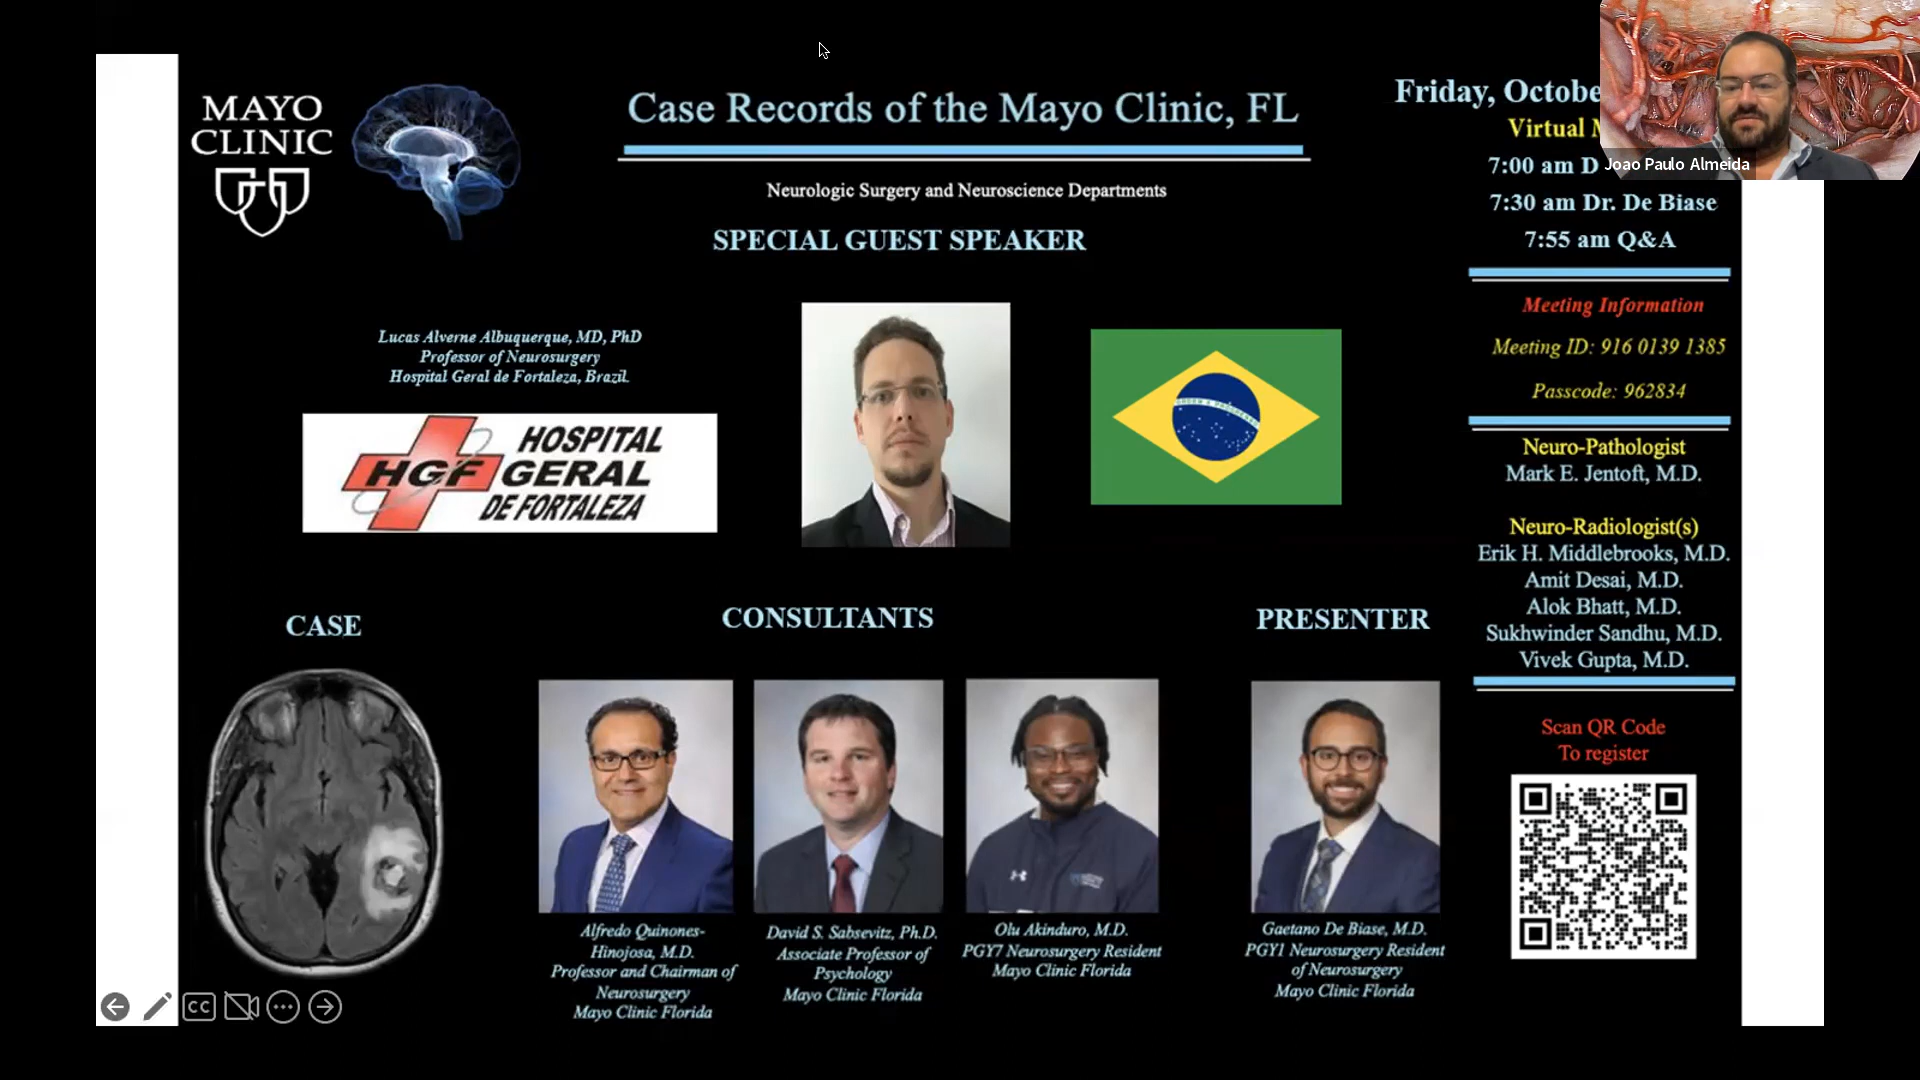 MAYO
CLINIC
Case Records of the Mayo Clinic, FL
Neurologic Surgery and Neuroscience Departments
SPECIAL GUEST SPEAKER
Friday, Octobe
Virtual M
7:00 am D
Joao Paulo Almeida
7:30 am Dr. De Biase
7:55 am Q&A
Meeting Information
Meeting ID: 916 0139 1385
Passcode: 962834
Lucas Alverne Albuquerque, MD, PhD
Professor of Neurosurgery
Hospital Geral de Fortaleza, Brazil.
HGF
HOSPITAL
GERAL
DE FORTALEZA
Neuro-Pathologist
Mark E. Jentoft, M.D.
Neuro-Radiologist(s)
Erik H. Middlebrooks, M.D.
Amit Desai, M.D.
Alok Bhatt, M.D.
Sukhwinder Sandhu, M.D.
Vivek Gupta, M.D.
CASE
CONSULTANTS
PRESENTER
Alfredo Quinones-
Hinojosa, M.D.
Professor and Chairman of
Neurosurgery
Mayo Clinic Florida
David S. Sabsevitz, Ph.D.
Associate Professor of
Psychology
Mayo Clinic Florida
Olu Akinduro, M.D.
PGY7 Neurosurgery Resident
Mayo Clinic Florida
Gaetano De Biase, M.D.
PGY1 Neurosurgery Resident
of Neurosurgery
Mayo Clinic Florida
Scan QR Code
To register
CC